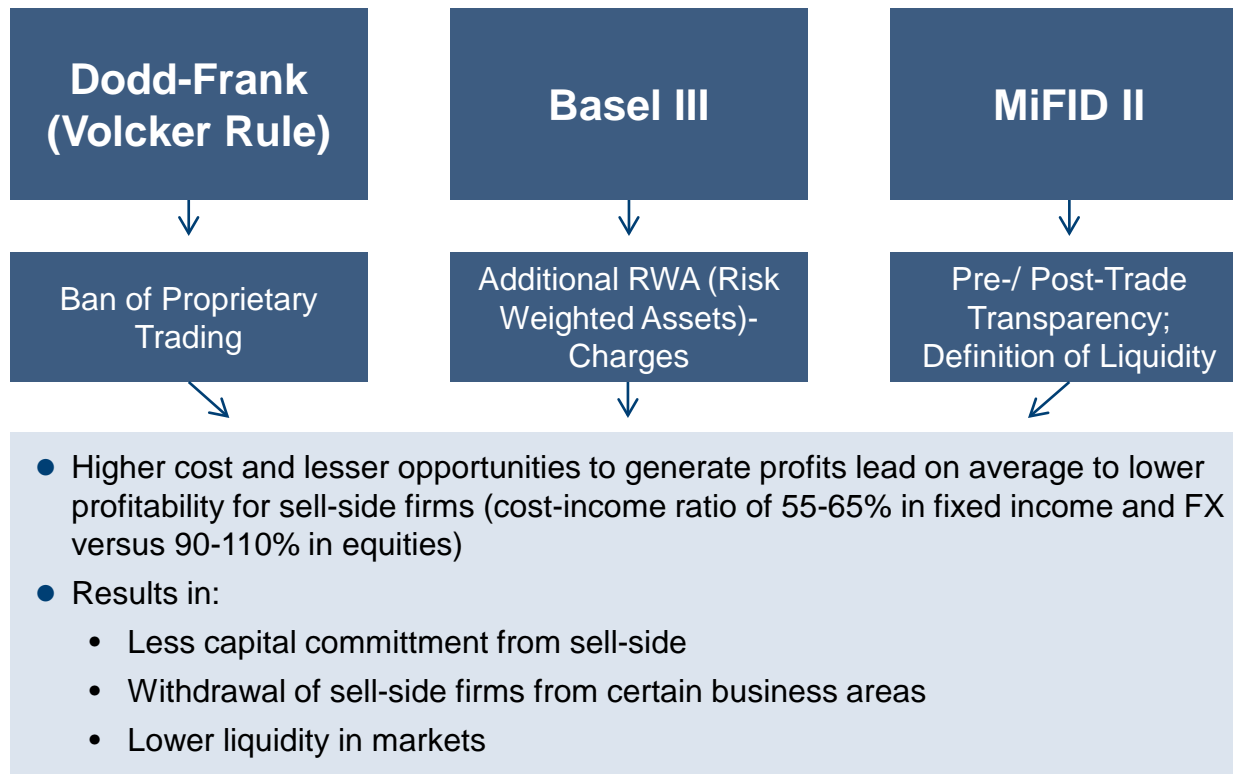 Dodd-Frank
(Volcker Rule)
Basel III
MiFID II
Ban of Proprietary
Trading
Additional RWA (Risk
Weighted Assets)-
Charges
Pre-/ Post-Trade
Transparency;
Definition of Liquidity
● Higher cost and lesser opportunities to generate profits lead on average to lower
profitability for sell-side firms (cost-income ratio of 55-65% in fixed income and FX
versus 90-110% in equities)
● Results in:
• Less capital committment from sell-side
• Withdrawal of sell-side firms from certain business areas
• Lower liquidity in markets